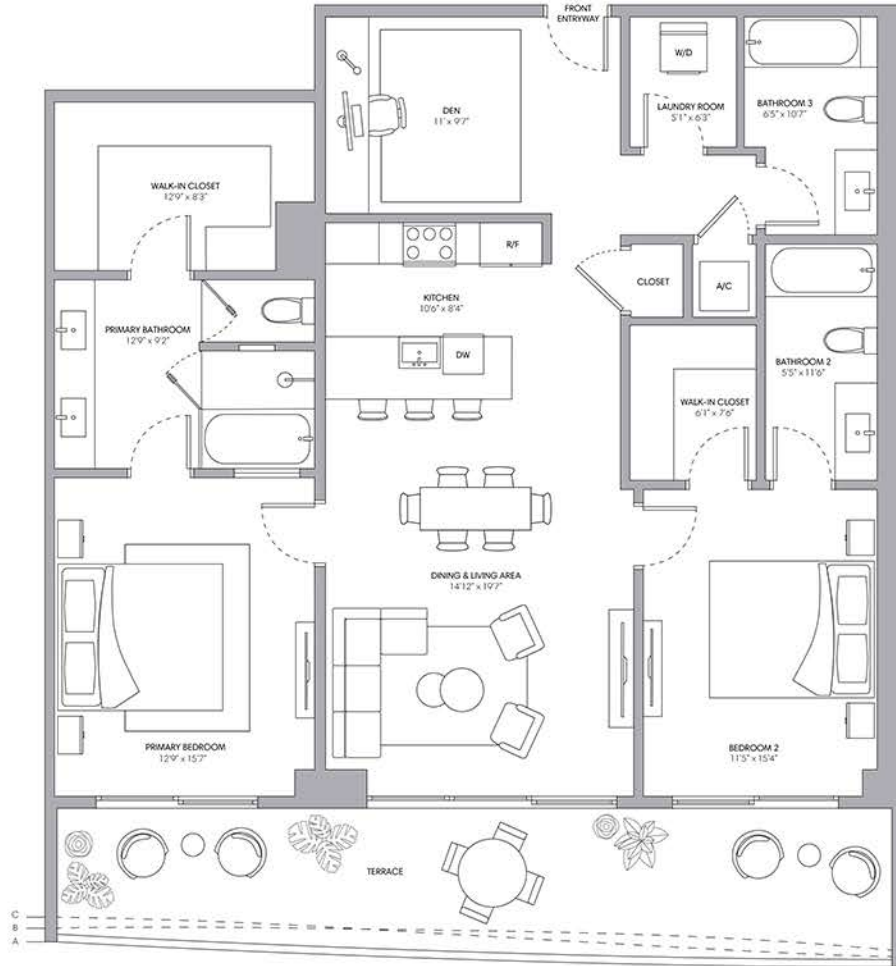 FRONT
ENTRYWAY
W/D
DEN
11' x 9'7"
LAUNDRY ROOM
5'1" x 6'3"
BATHROOM 3
6'5" x 10'7"
WALK-IN CLOSET
12'9" x 8'3"
R/F
KITCHEN
10'6" x 8'4"
CLOSET
A/C
PRIMARY BATHROOM
12'9" x 9'2"
DW
BATHROOM 2
5'5" x 11'6"
WALK-IN CLOSET
6'1" x 7'6"
DINING & LIVING AREA
14'12" x 19'7"
PRIMARY BEDROOM
12'9" x 15'7"
BEDROOM 2
11'5" x 15'4"
TERRACE
C
B
A